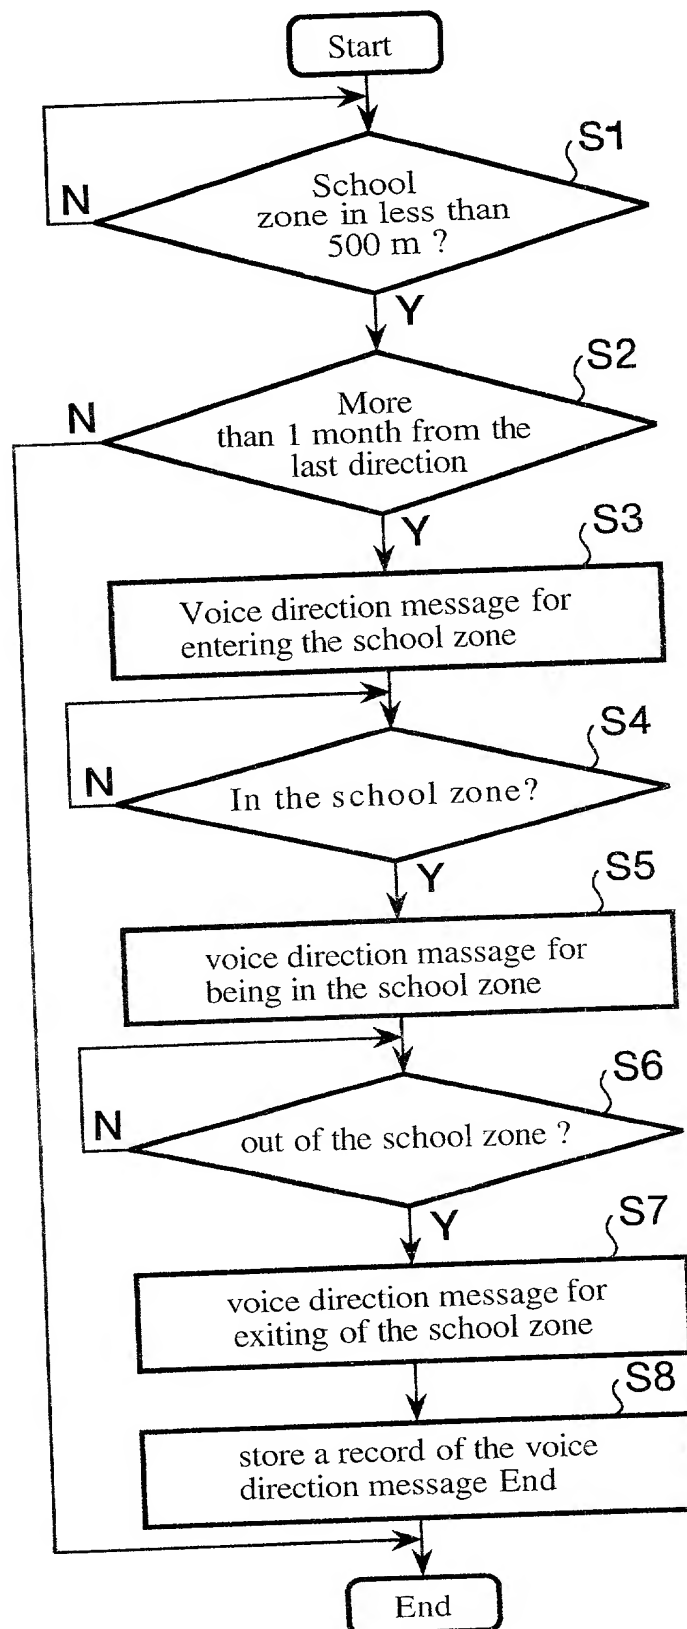 Start
S1
School
zone in less than
500 m ?
N
Y
S2
More
than 1 month from the
last direction
N
Y
S3
Voice direction message for
entering the school zone
S4
In the school zone?
N
Y
S5
voice direction massage for
being in the school zone
S6
out of the school zone ?
N
Y
S7
voice direction message for
exiting of the school zone
S8
store a record of the voice
direction message End
End